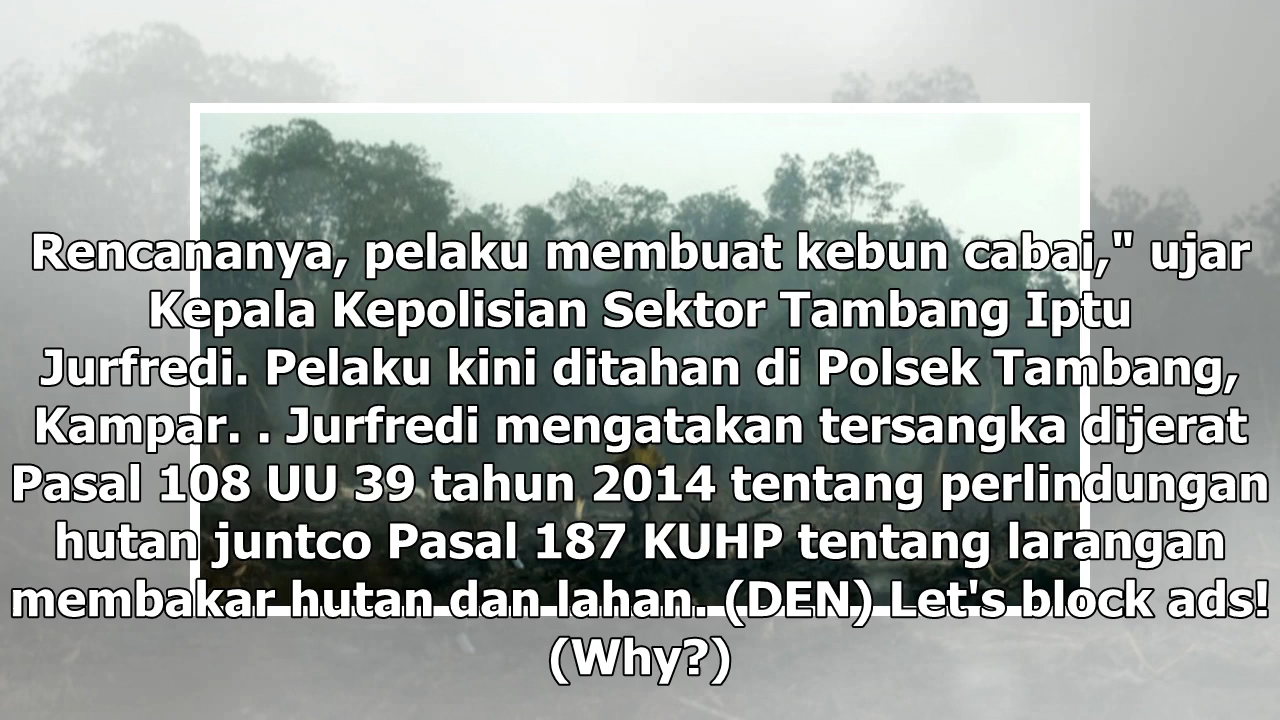 Rencananya, pelaku membuat kebun cabai," ujar
Kepala Kepolisian Sektor Tambang Iptu
Jurfredi. Pelaku kini ditahan di Polsek Tambang,
Kampar. . Jurfredi mengatakan tersangka dijerat
Pasal 108 UU 39 tahun 2014 tentang perlindungan
hutan juntco Pasal 187 KUHP tentang larangan
membakar hutan dan lahan. (DEN) Let's block ads!
(Why?)